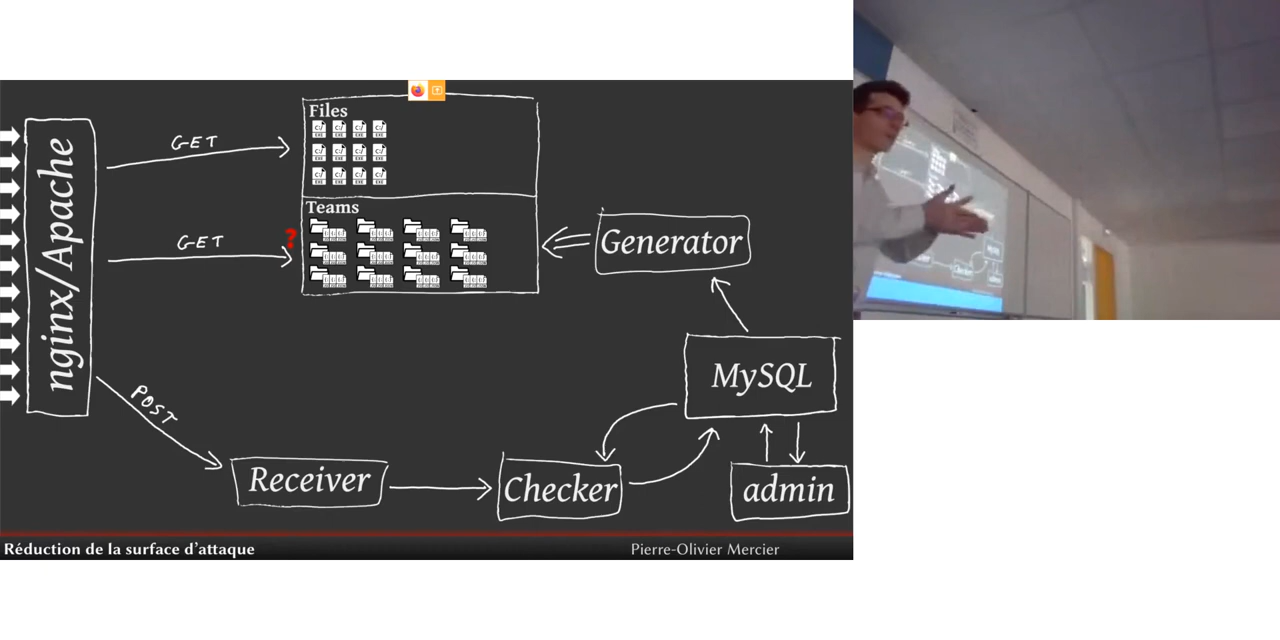 nginx/Apache
GET
GET
POST
Files
Teams
?
Generator
MySQL
Receiver
Checker
admin
Réduction de la surface d'attaque
Pierre-Olivier Mercier